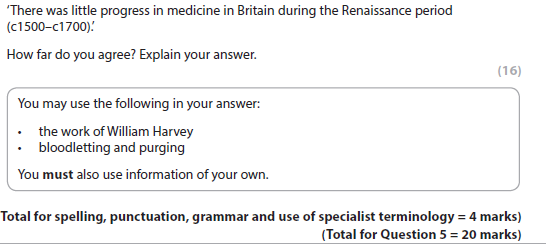 ‘There was little progress in medicine in Britain during the Renaissance period
(c1500–c1700).’
How far do you agree? Explain your answer.
(16)
You may use the following in your answer:
• the work of William Harvey
• bloodletting and purging
You must also use information of your own.
Total for spelling, punctuation, grammar and use of specialist terminology = 4 marks)
(Total for Question 5 = 20 marks)